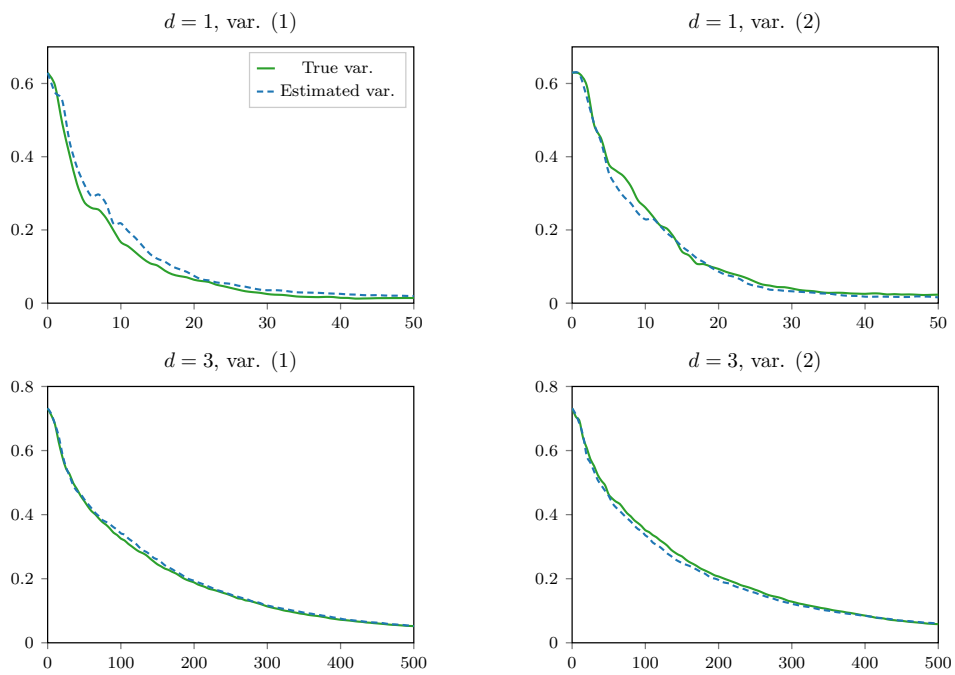 d = 1, var. (1)
d = 1, var. (2)
True var.
Estimated var.
0.6
0.4
0.2
0
0 10 20 30 40 50
0.6
0.4
0.2
0
0 10 20 30 40 50
d = 3, var. (1)
d = 3, var. (2)
0.8
0.6
0.4
0.2
0
0 100 200 300 400 500
0.8
0.6
0.4
0.2
0
0 100 200 300 400 500